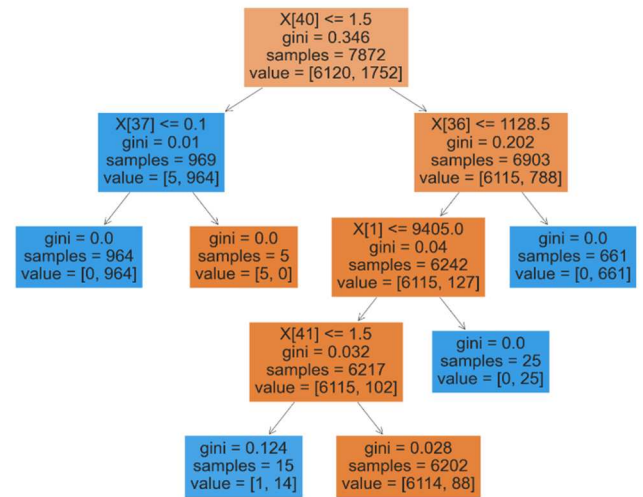 X[40] <= 1.5
gini = 0.346
samples = 7872
value = [6120, 1752]
X[37] <= 0.1
gini = 0.01
samples = 969
value = [5, 964]
X[36] <= 1128.5
gini = 0.202
samples = 6903
value = [6115, 788]
gini = 0.0
samples = 964
value = [0, 964]
gini = 0.0
samples = 5
value = [5, 0]
X[1] <= 9405.0
gini = 0.04
samples = 6242
value = [6115, 127]
gini = 0.0
samples = 661
value = [0, 661]
X[41] <= 1.5
gini = 0.032
samples = 6217
value = [6115, 102]
gini = 0.0
samples = 25
value = [0, 25]
gini = 0.124
samples = 15
value = [1, 14]
gini = 0.028
samples = 6202
value = [6114, 88]